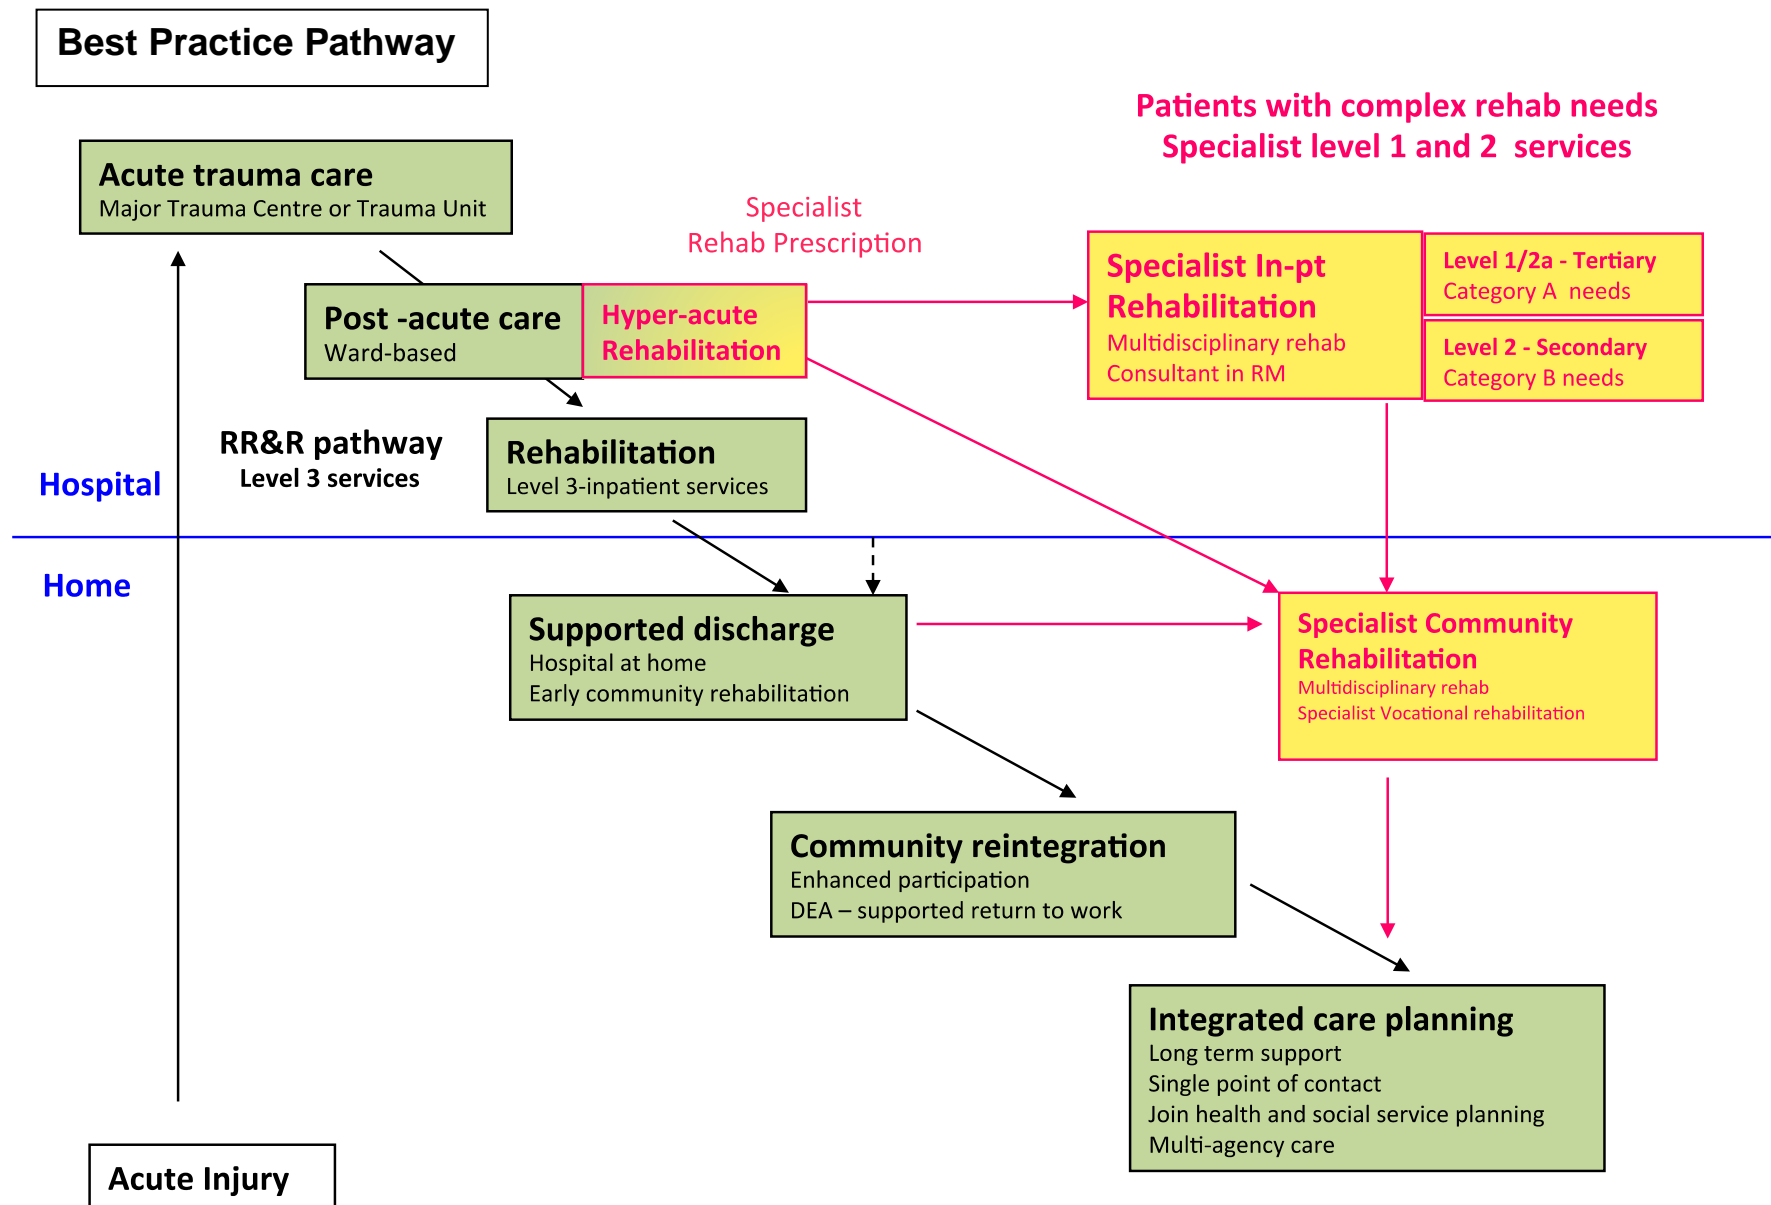 Best Practice Pathway
Patients with complex rehab needs
Specialist level 1 and 2  services
Acute trauma care
Major Trauma Centre or Trauma Unit
Specialist
Rehab Prescription
Specialist In-pt
Rehabilitation
Multidisciplinary rehab
Consultant in RM
Level 1/2a - Tertiary
Category A  needs
Level 2 - Secondary
Category B needs
Post -acute care
Ward-based
Hyper-acute
Rehabilitation
RR&R pathway
Level 3 services
Rehabilitation
Level 3-inpatient services
Hospital
Home
Supported discharge
Hospital at home
Early community rehabilitation
Specialist Community
Rehabilitation
Multidisciplinary rehab
Specialist Vocational rehabilitation
Community reintegration
Enhanced participation
DEA – supported return to work
Integrated care planning
Long term support
Single point of contact
Join health and social service planning
Multi-agency care
Acute Injury